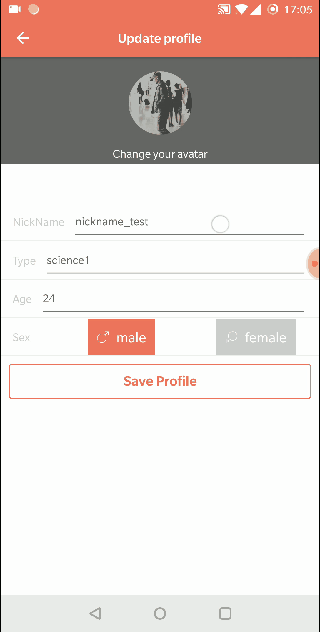 17:05
Update profile
Change your avatar
NickName nickname_test
Type science1
Age 24
Sex male female
Save Profile